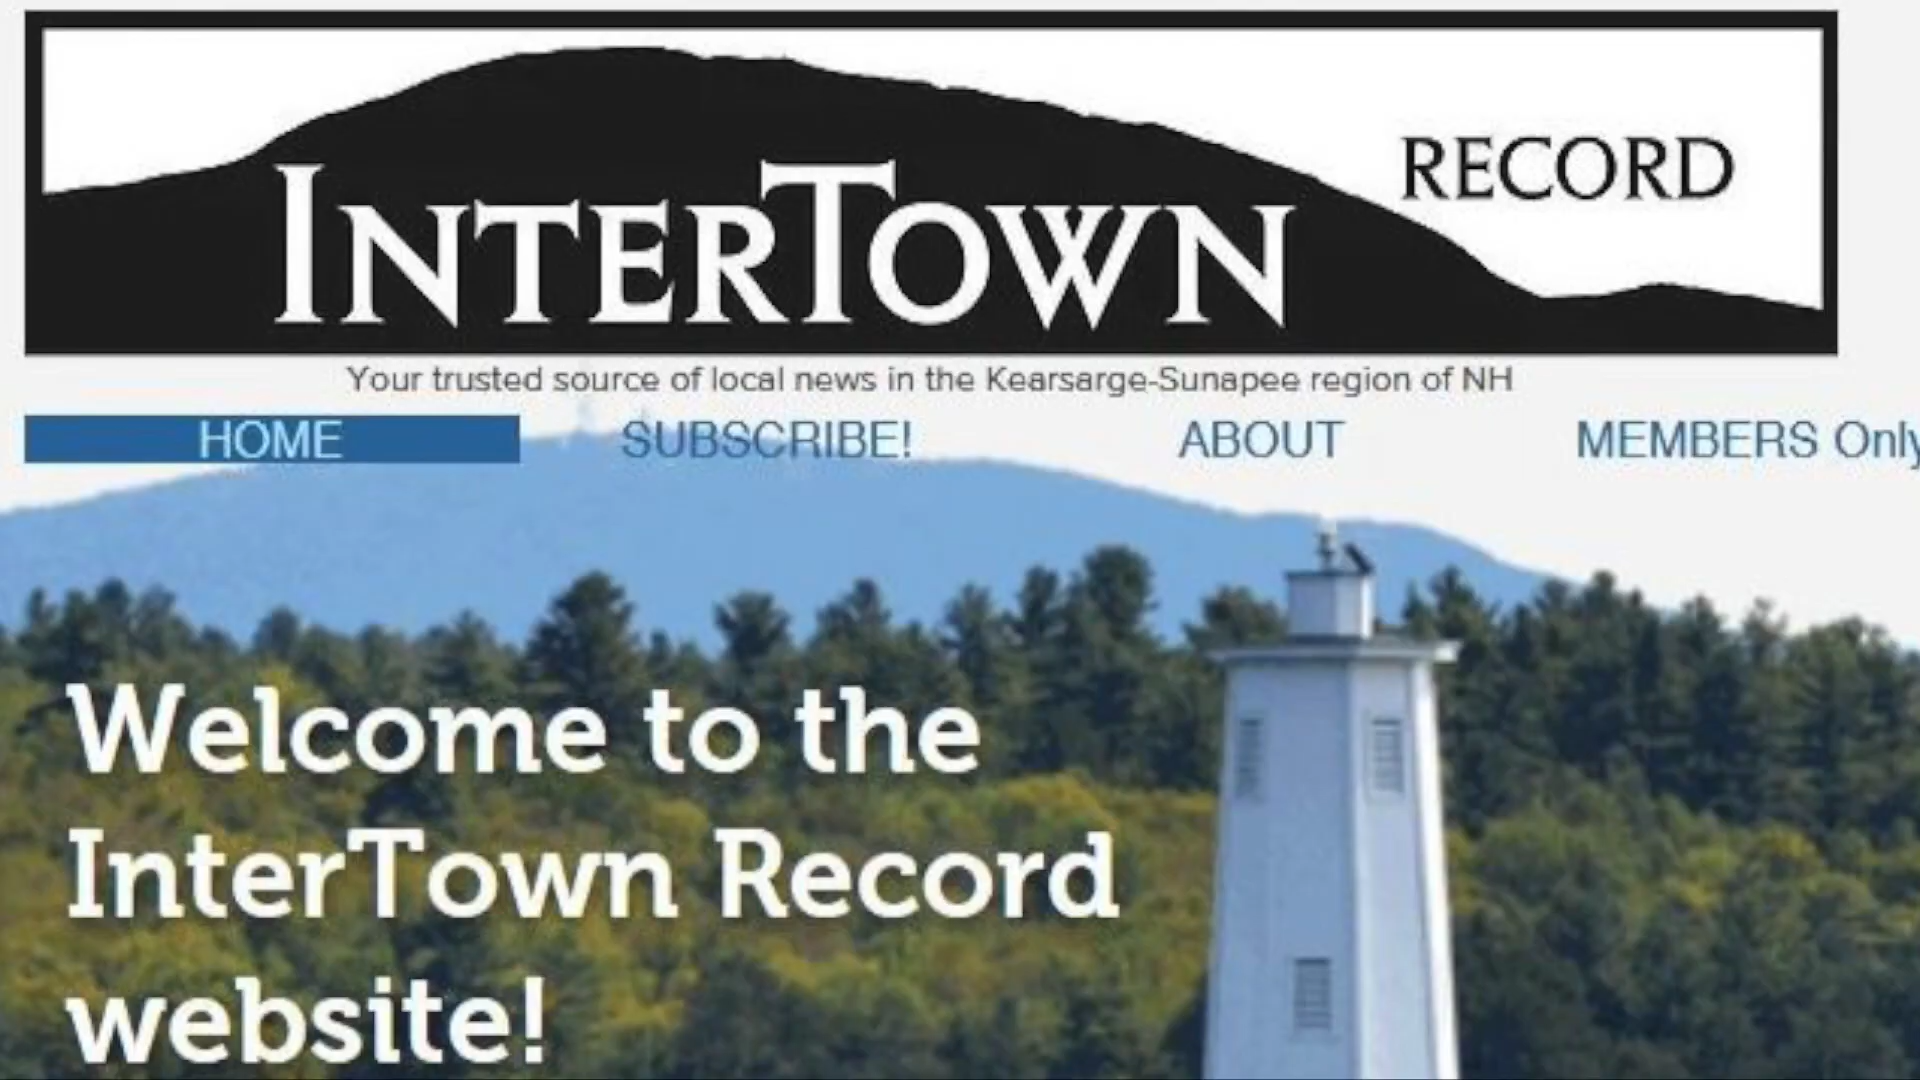 INTERTOWN RECORD
Your trusted source of local news in the Kearsarge-Sunapee region of NH
HOME SUBSCRIBE! ABOUT MEMBERS Only
Welcome to the
InterTown Record
website!